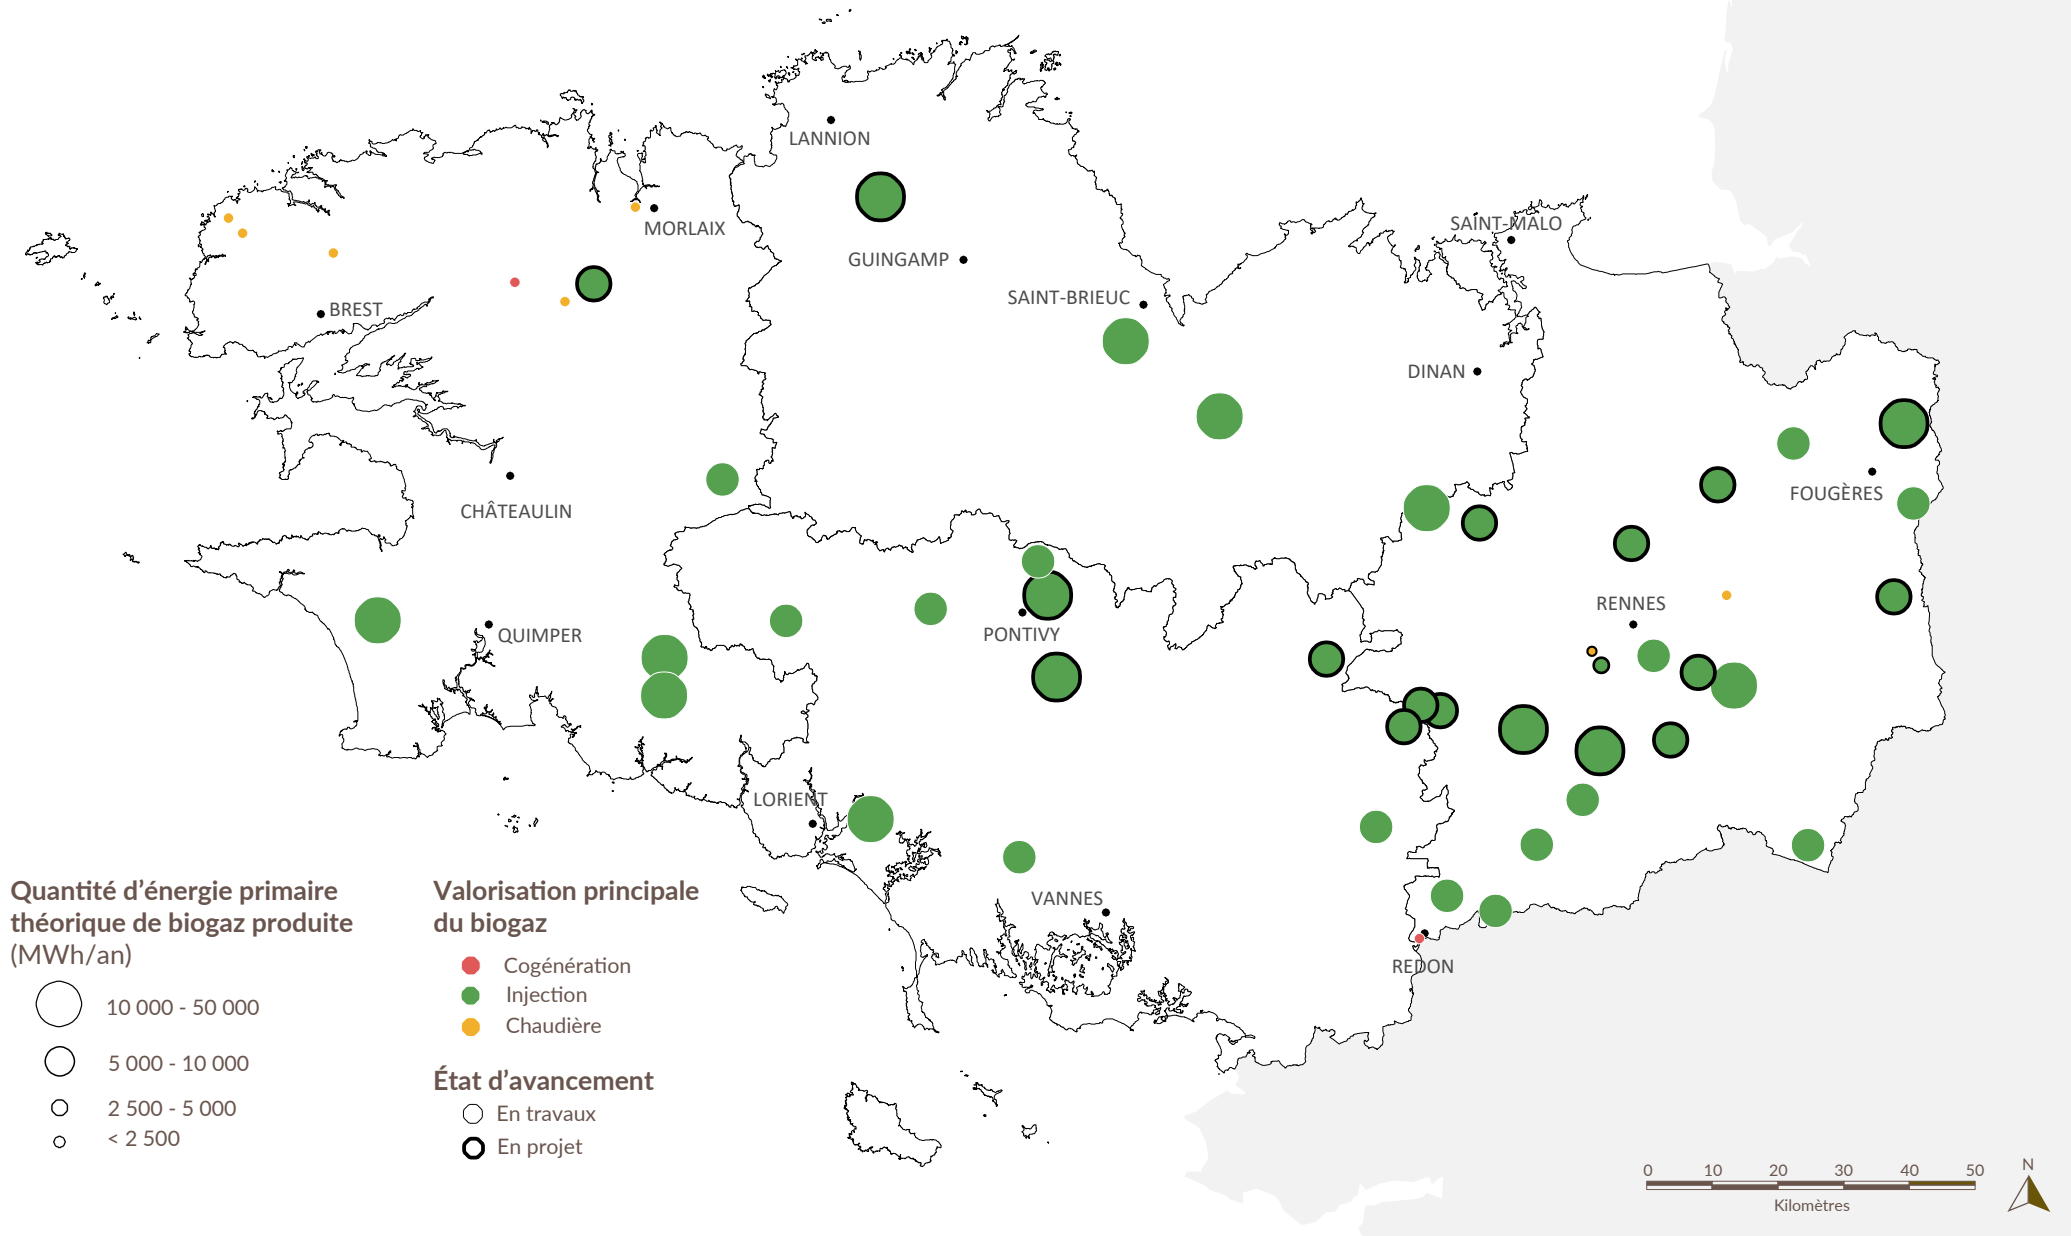 LANNION
MORLAIX
GUINGAMP
SAINT-MALO
SAINT-BRIEUC
BREST
DINAN
CHÂTEAULIN
FOUGÈRES
RENNES
QUIMPER
PONTIVY
LORIENT
VANNES
REDON
Quantité d’énergie primaire
théorique de biogaz produite
(MWh/an)
10 000 - 50 000
5 000 - 10 000
2 500 - 5 000
< 2 500
Valorisation principale
du biogaz
Cogénération
Injection
Chaudière
État d’avancement
En travaux
En projet
0 10 20 30 40 50
Kilomètres
N